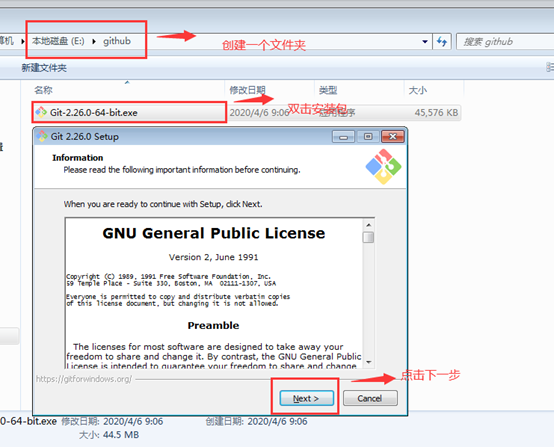 算机 ▸ 本地磁盘 (E:) ▸ github
搜索 github
创建一个文件夹
新建文件夹
名称 修改日期 类型 大小
Git-2.26.0-64-bit.exe 2020/4/6 9:06 应用程序 45,576 KB
双击安装包
Git 2.26.0 Setup
Information
Please read the following important information before continuing.
When you are ready to continue with Setup, click Next.
GNU General Public License
Version 2, June 1991
Copyright (C) 1989, 1991 Free Software Foundation, Inc.
59 Temple Place - Suite 330, Boston, MA 02111-1307, USA
Everyone is permitted to copy and distribute verbatim copies
of this license document, but changing it is not allowed.
Preamble
The licenses for most software are designed to take away your
freedom to share and change it. By contrast, the GNU General Public
License is intended to guarantee your freedom to share and change
https://gitforwindows.org/
点击下一步
Next > Cancel
0-64-bit.exe 修改日期: 2020/4/6 9:06 创建日期: 2020/4/6 9:06
大小: 44.5 MB